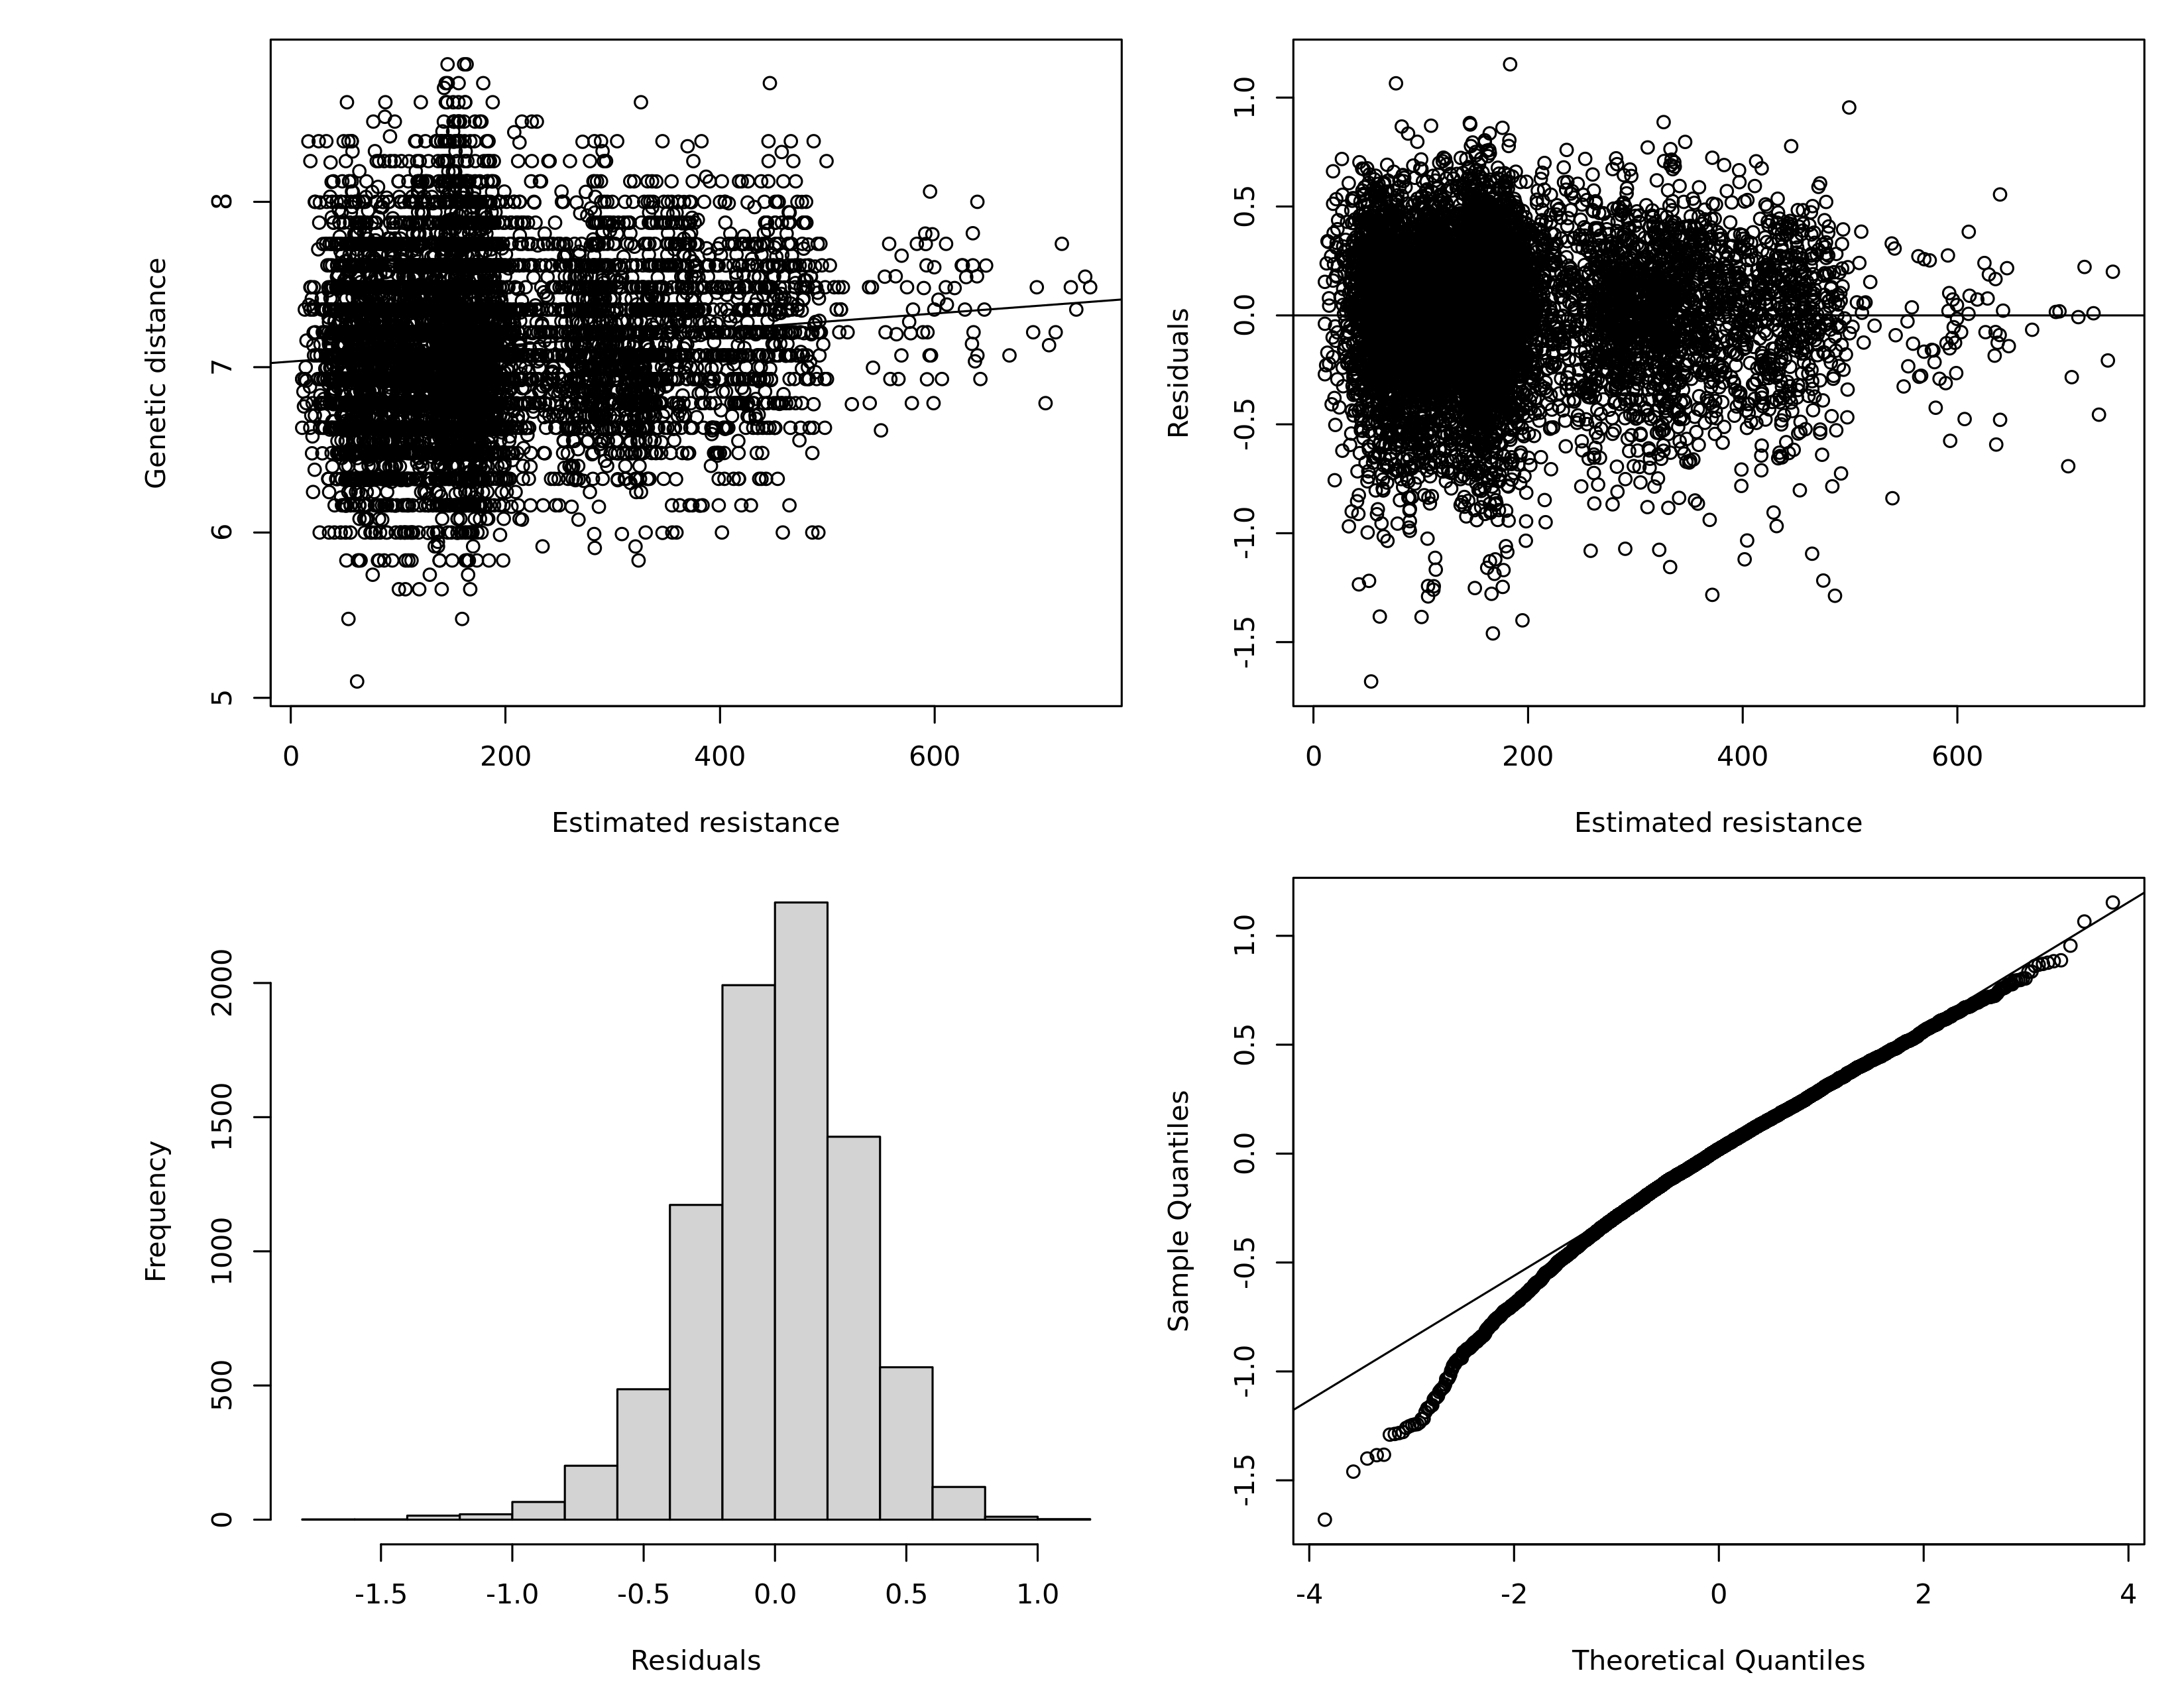 Genetic distance
8
7
6
5
0 200 400 600
Estimated resistance
Residuals
1.0
0.5
0.0
-0.5
-1.0
-1.5
0 200 400 600
Estimated resistance
Frequency
2000
1500
1000
500
0
-1.5 -1.0 -0.5 0.0 0.5 1.0
Residuals
Sample Quantiles
1.0
0.5
0.0
-0.5
-1.0
-1.5
-4 -2 0 2 4
Theoretical Quantiles